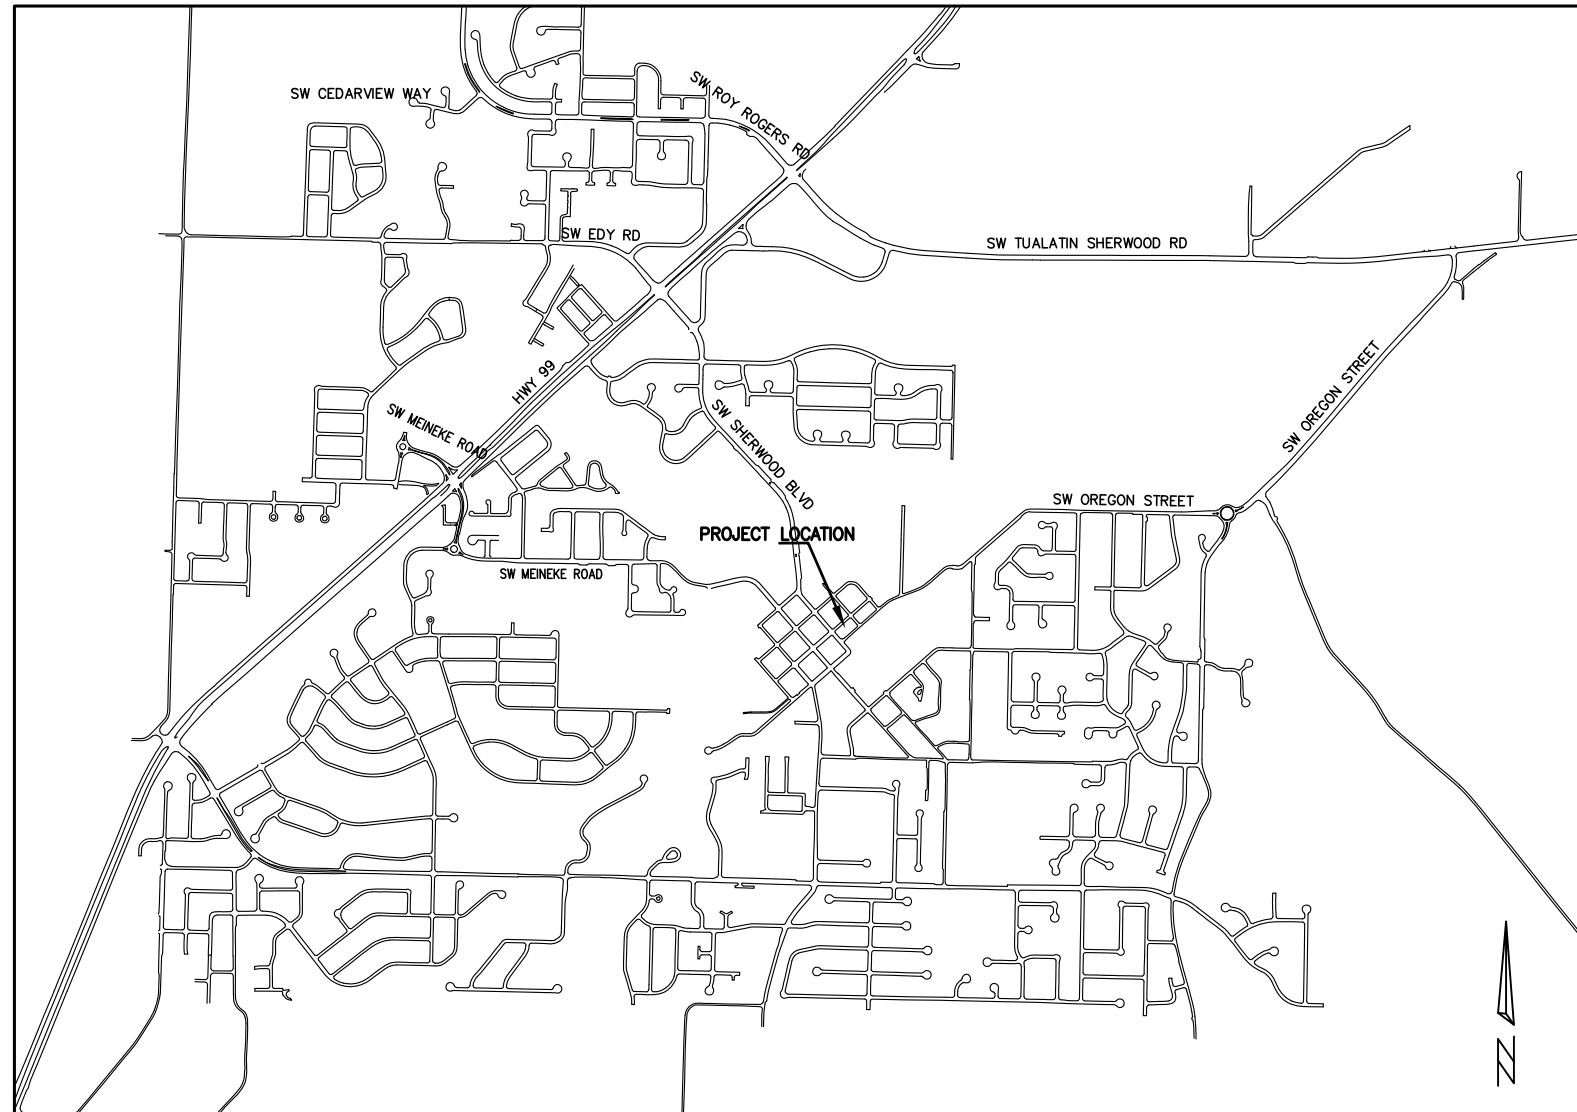 SW CEDARVIEW WAY
SW ROY ROGERS RD
SW EDY RD
SW TUALATIN SHERWOOD RD
HWY 99
SW OREGON STREET
SW MEINEKE ROAD
SW SHERWOOD BLVD
SW OREGON STREET
PROJECT LOCATION
SW MEINEKE ROAD
N